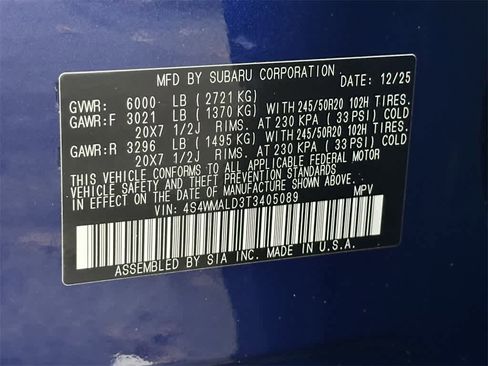 MFD BY SUBARU CORPORATION DATE: 12/25
GVWR: 6000 LB ( 2721 KG)
GAWR:F 3021 LB ( 1370 KG) WITH 245/50R20 102H TIRES,
20X7 1/2J RIMS, AT 230 KPA ( 33 PSI) COLD
GAWR:R 3296 LB ( 1495 KG) WITH 245/50R20 102H TIRES,
20X7 1/2J RIMS, AT 230 KPA ( 33 PSI) COLD
THIS VEHICLE CONFORMS TO ALL APPLICABLE FEDERAL MOTOR
VEHICLE SAFETY AND THEFT PREVENTION STANDARDS
IN EFFECT ON THE DATE OF MANUFACTURE SHOWN ABOVE.
VIN: 4S4WMALD3T3405089 MPV
ASSEMBLED BY SIA INC. MADE IN U.S.A.